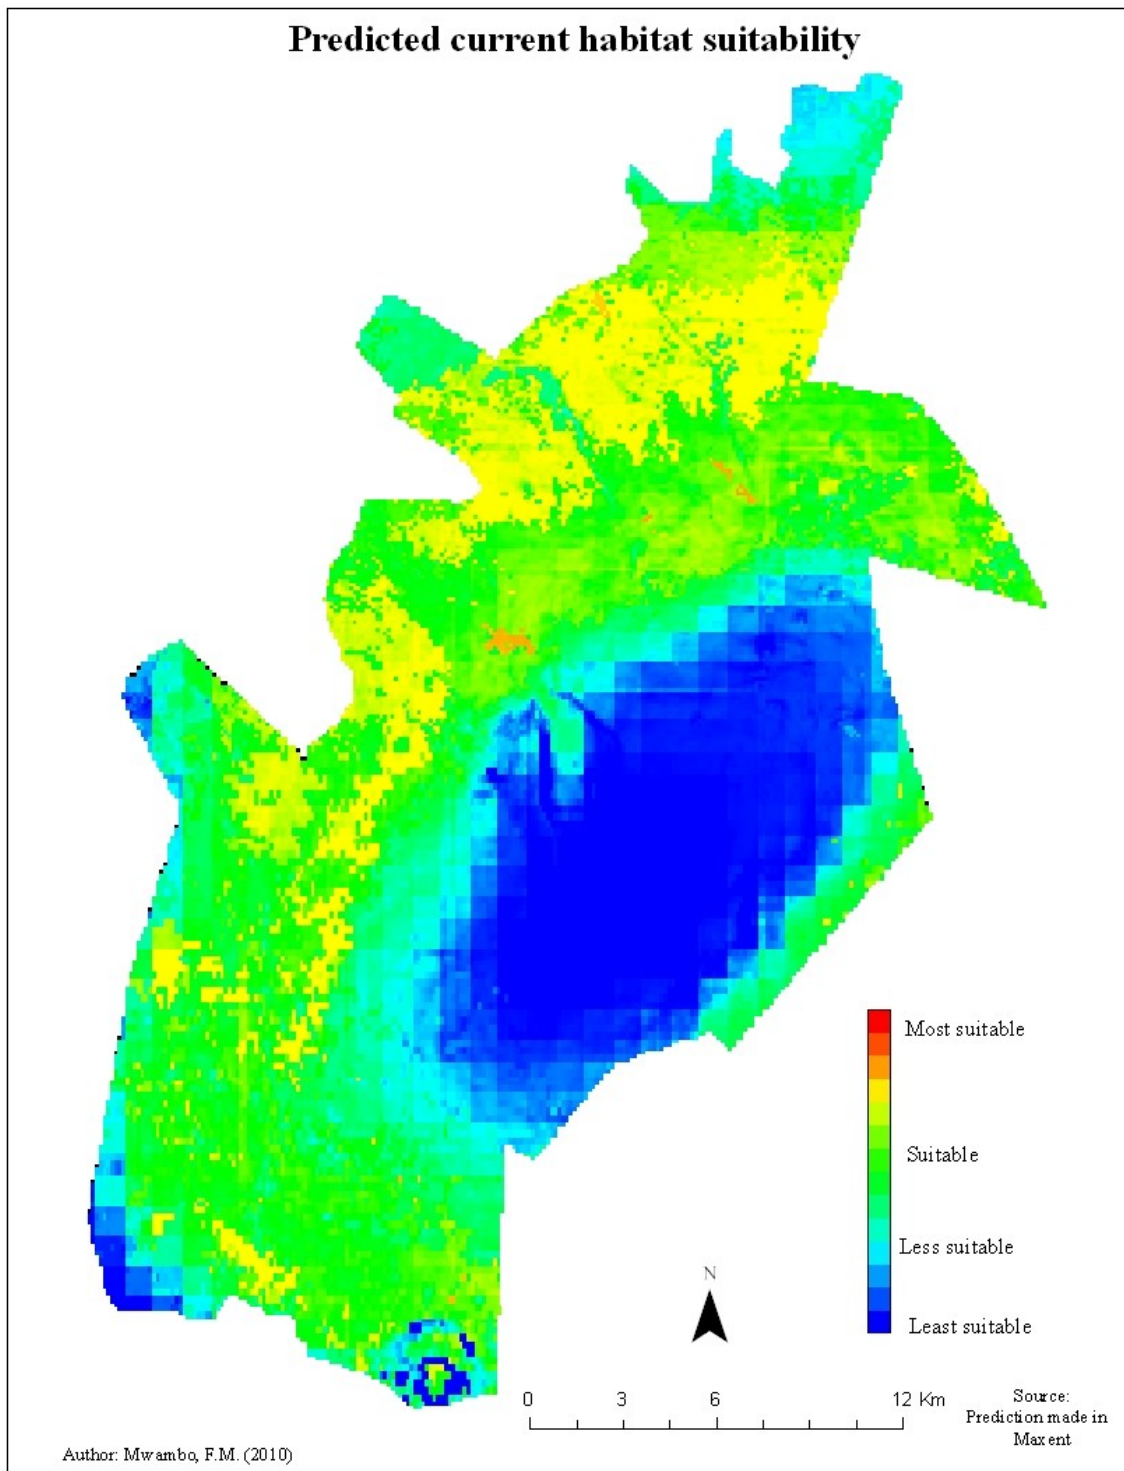 Predicted current habitat suitability
Most suitable
Suitable
Less suitable
Least suitable
N
0 3 6 12 Km
Source:
Prediction made in
Maxent
Author: Mwambo, F.M. (2010)